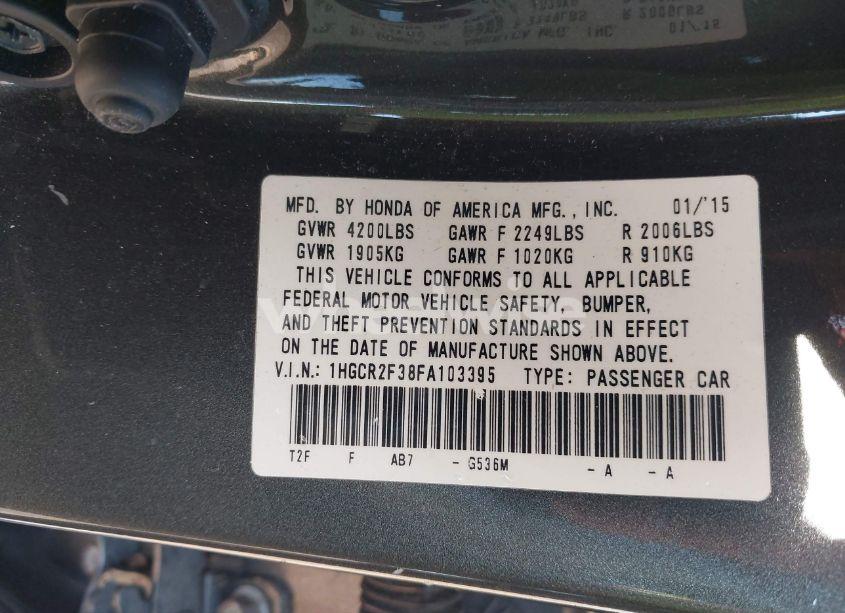 MFD. BY HONDA OF AMERICA MFG., INC. 01/'15
GVWR 4200LBS GAWR F 2249LBS R 2006LBS
GVWR 1905KG GAWR F 1020KG R 910KG
THIS VEHICLE CONFORMS TO ALL APPLICABLE
FEDERAL MOTOR VEHICLE SAFETY, BUMPER,
AND THEFT PREVENTION STANDARDS IN EFFECT
ON THE DATE OF MANUFACTURE SHOWN ABOVE.
V.I.N.: 1HGCR2F38FA103395 TYPE: PASSENGER CAR
T2F F AB7 - G536M - A - A